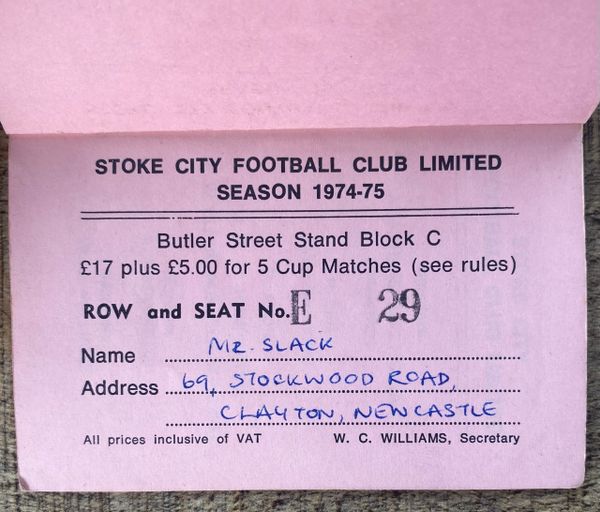 STOKE CITY FOOTBALL CLUB LIMITED
SEASON 1974-75
Butler Street Stand Block C
£17 plus £5.00 for 5 Cup Matches (see rules)
ROW and SEAT No. E 29
Name MR. SLACK
Address 69, STOCKWOOD ROAD,
CLAYTON, NEWCASTLE
All prices inclusive of VAT W. C. WILLIAMS, Secretary